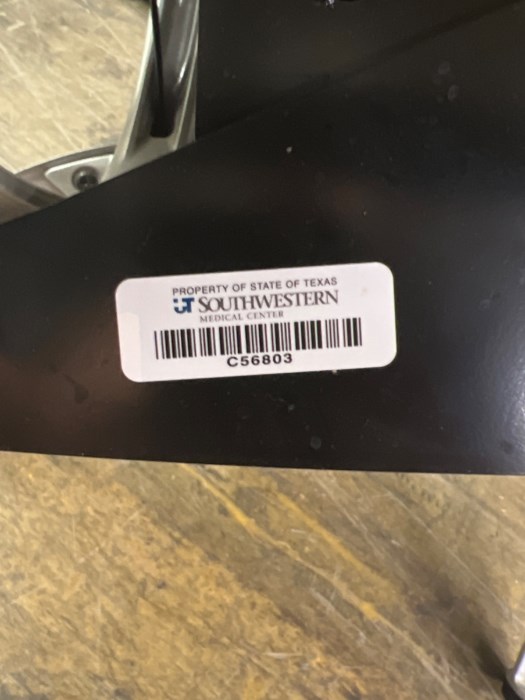 PROPERTY OF STATE OF TEXAS
UT SOUTHWESTERN
MEDICAL CENTER
C56803